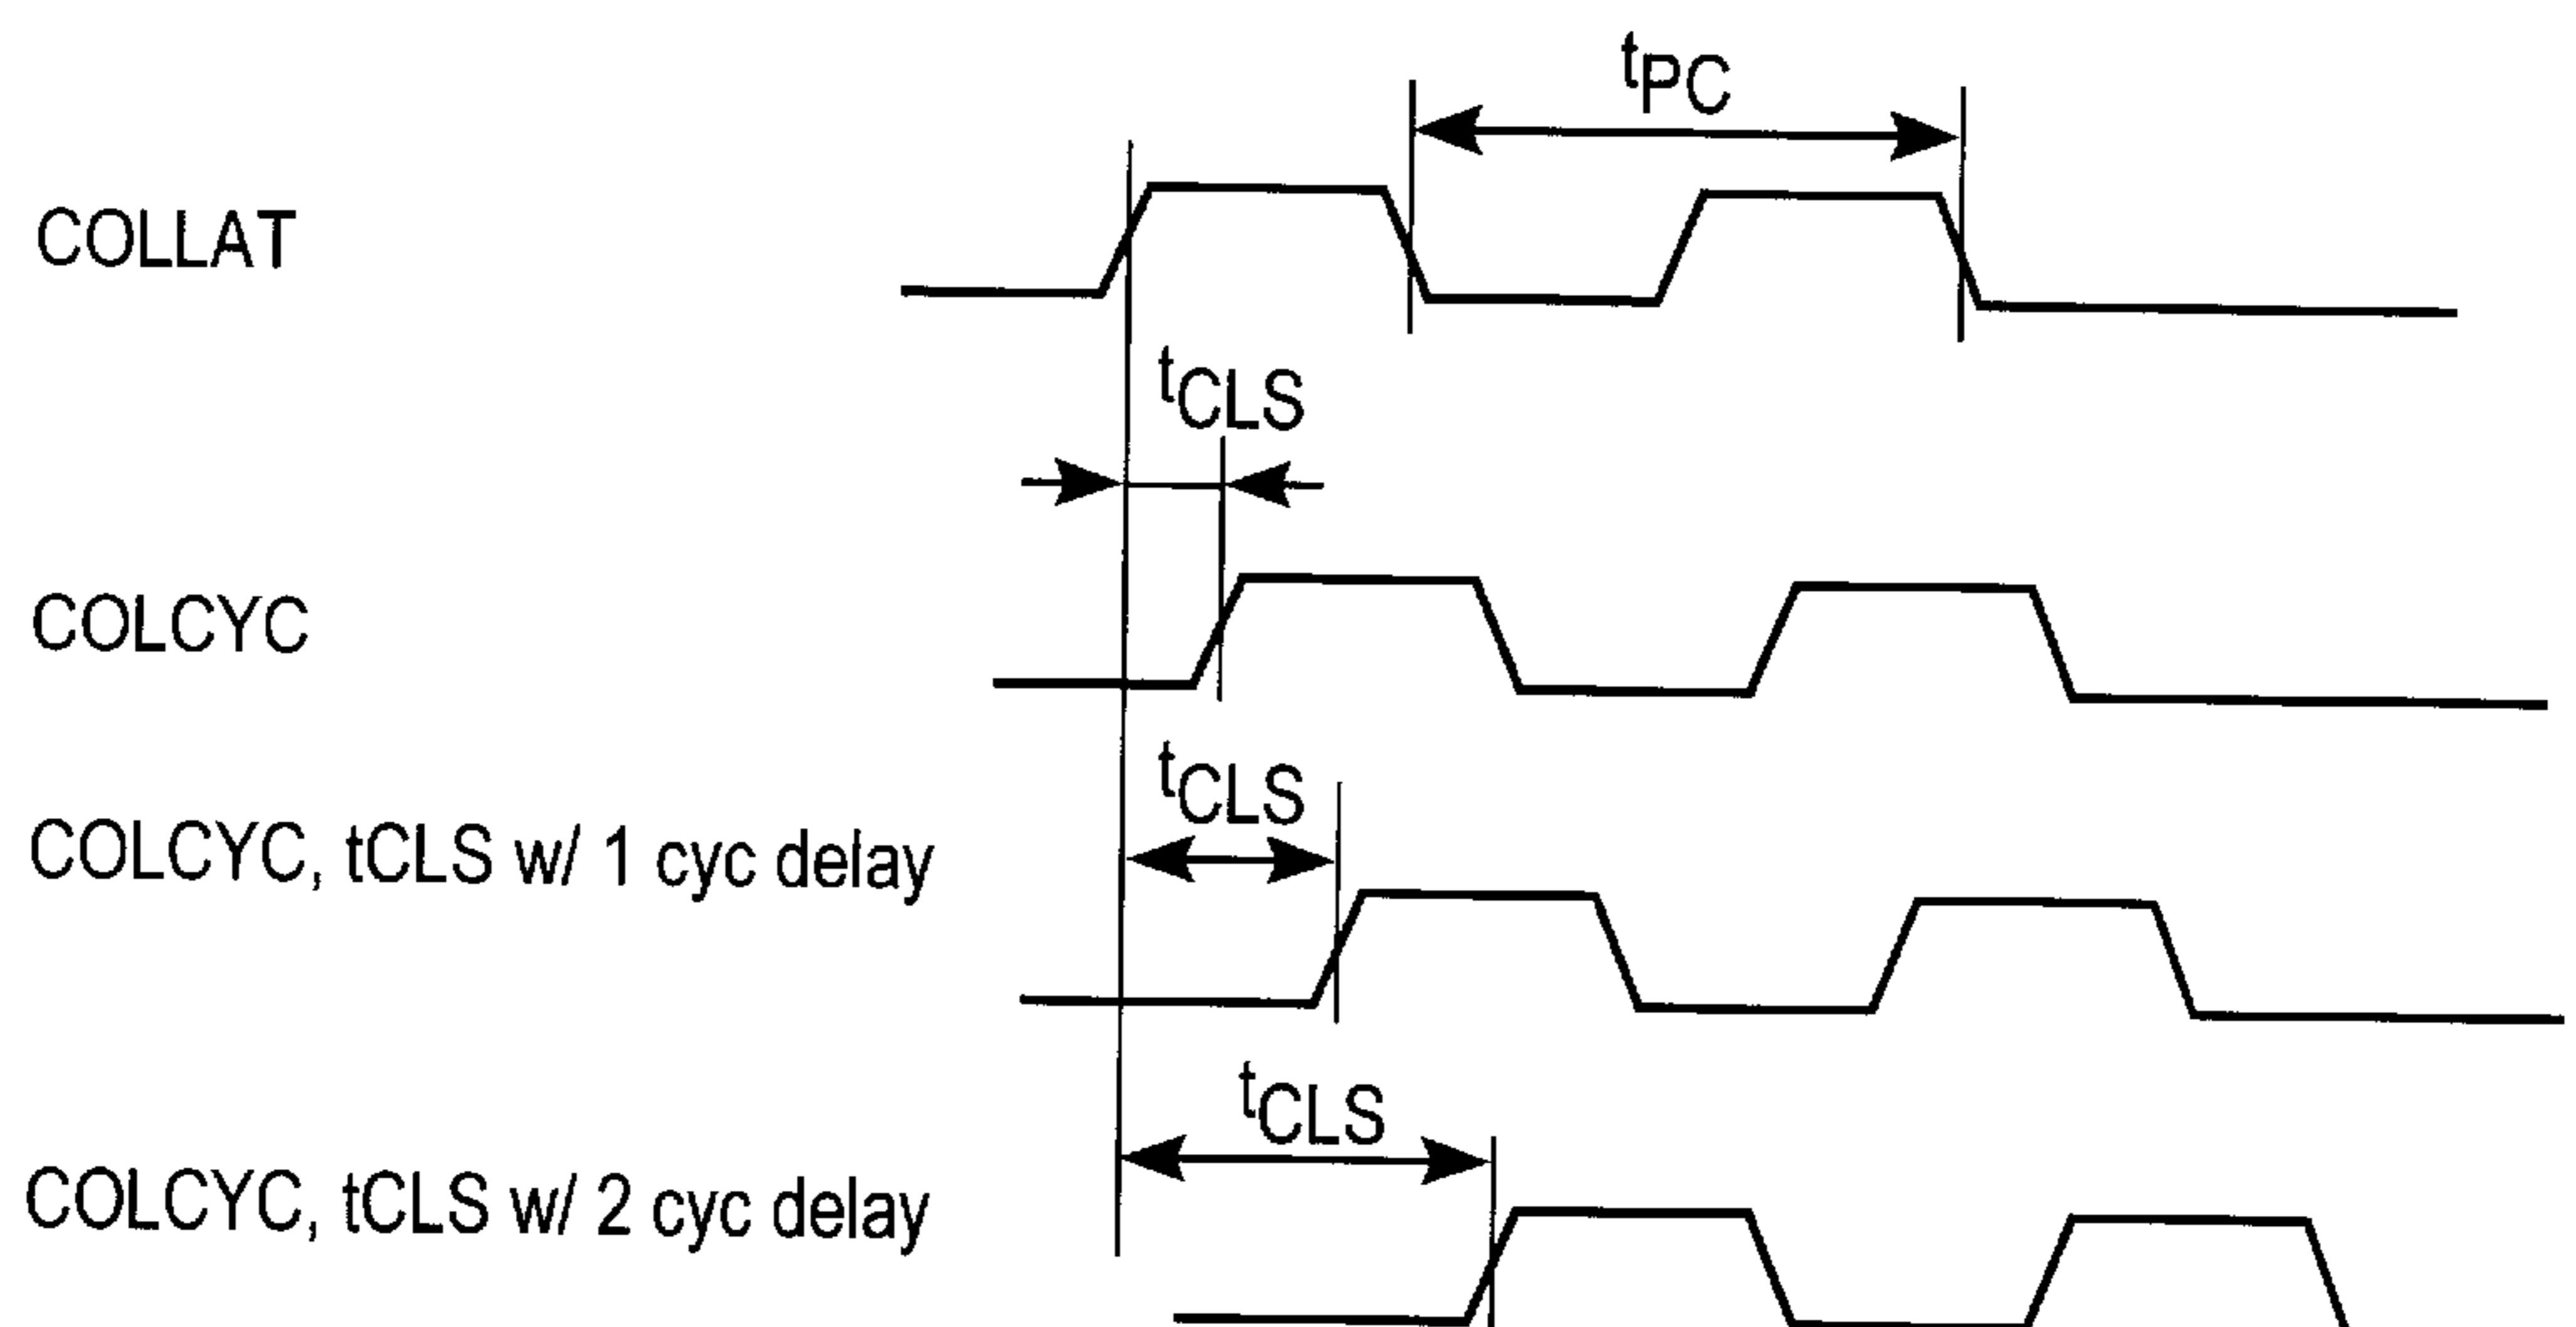 tPC
COLLAT
tCLS
COLCYC
tCLS
COLCYC, tCLS w/ 1 cyc delay
tCLS
COLCYC, tCLS w/ 2 cyc delay